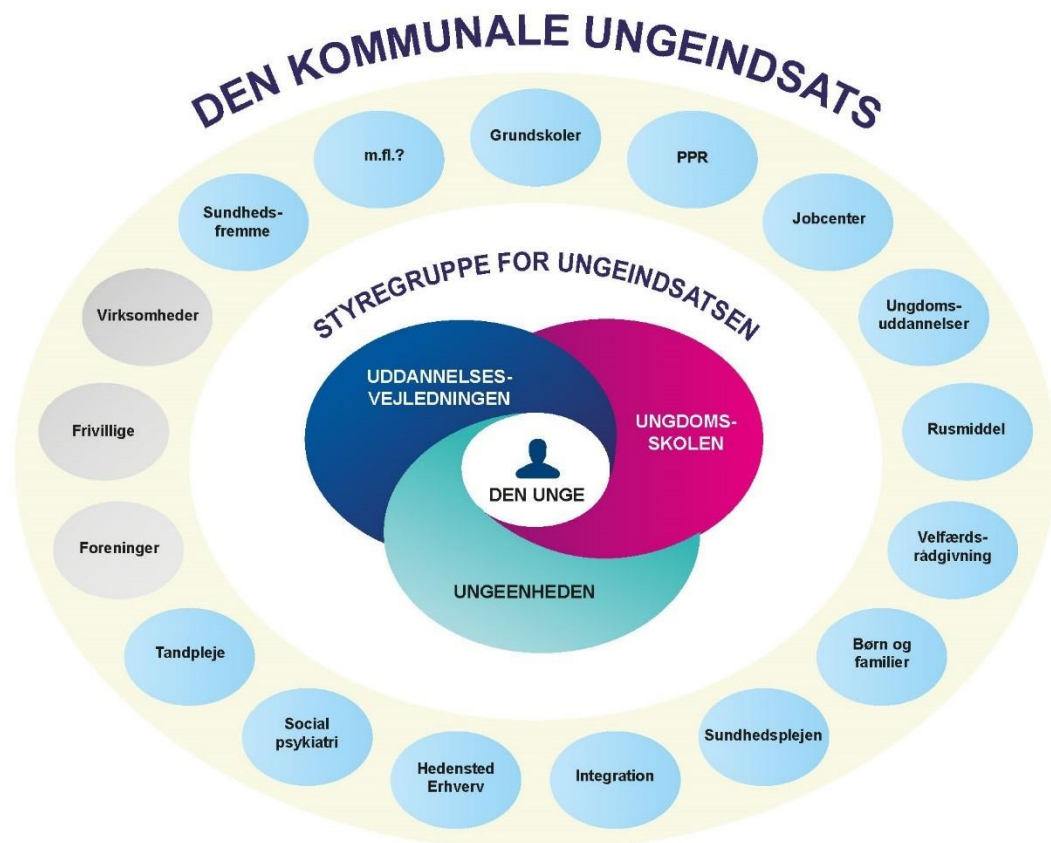 DEN KOMMUNALE UNGEINDSATS
Grundskoler
m.fl.?
PPR
Sundheds-
fremme
Jobcenter
STYREGRUPPE FOR UNGEINDSATSEN
Virksomheder
Ungdoms-
uddannelser
UDDANNELSES-
VEJLEDNINGEN
UNGDOMS-
SKOLEN
Frivillige
Rusmiddel
DEN UNGE
Foreninger
Velfærds-
rådgivning
UNGEENHEDEN
Tandpleje
Børn og
familier
Social
psykiatri
Sundhedsplejen
Hedensted
Erhverv
Integration